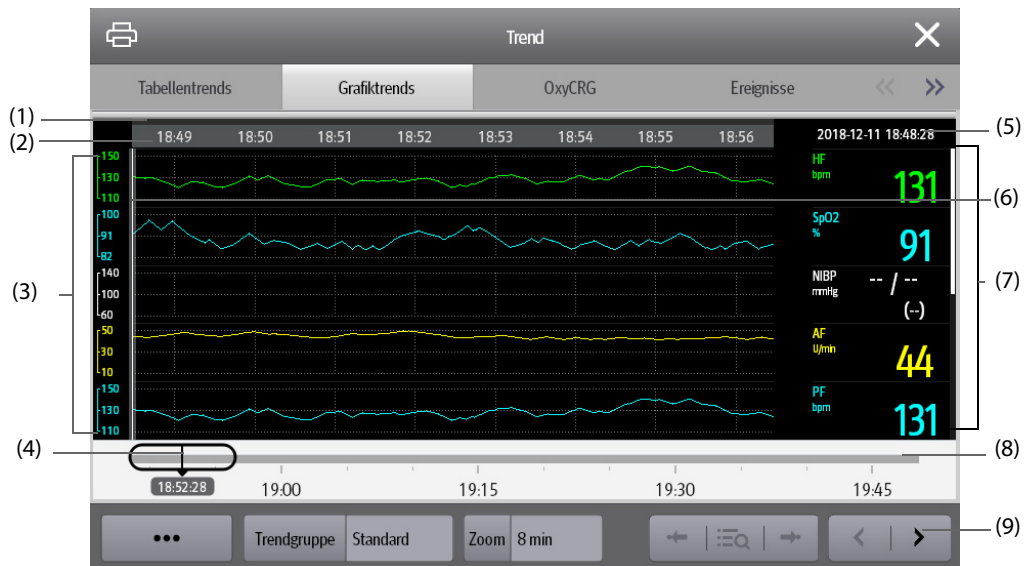 Trend
Tabellentrends Grafiktrends OxyCRG Ereignisse
(1)
(2)
18:49 18:50 18:51 18:52 18:53 18:54 18:55 18:56 2018-12-11 18:48:28
(5)
150
130
110
HF
bpm
131
(6)
100
91
82
SpO2
%
91
(3)
140
100
60
NIBP
mmHg
-- / --
(--)
(7)
50
30
10
AF
U/min
44
150
130
110
PF
bpm
131
(4)
(8)
18:52:28 19:00 19:15 19:30 19:45
••• Trendgruppe Standard Zoom 8 min
(9)